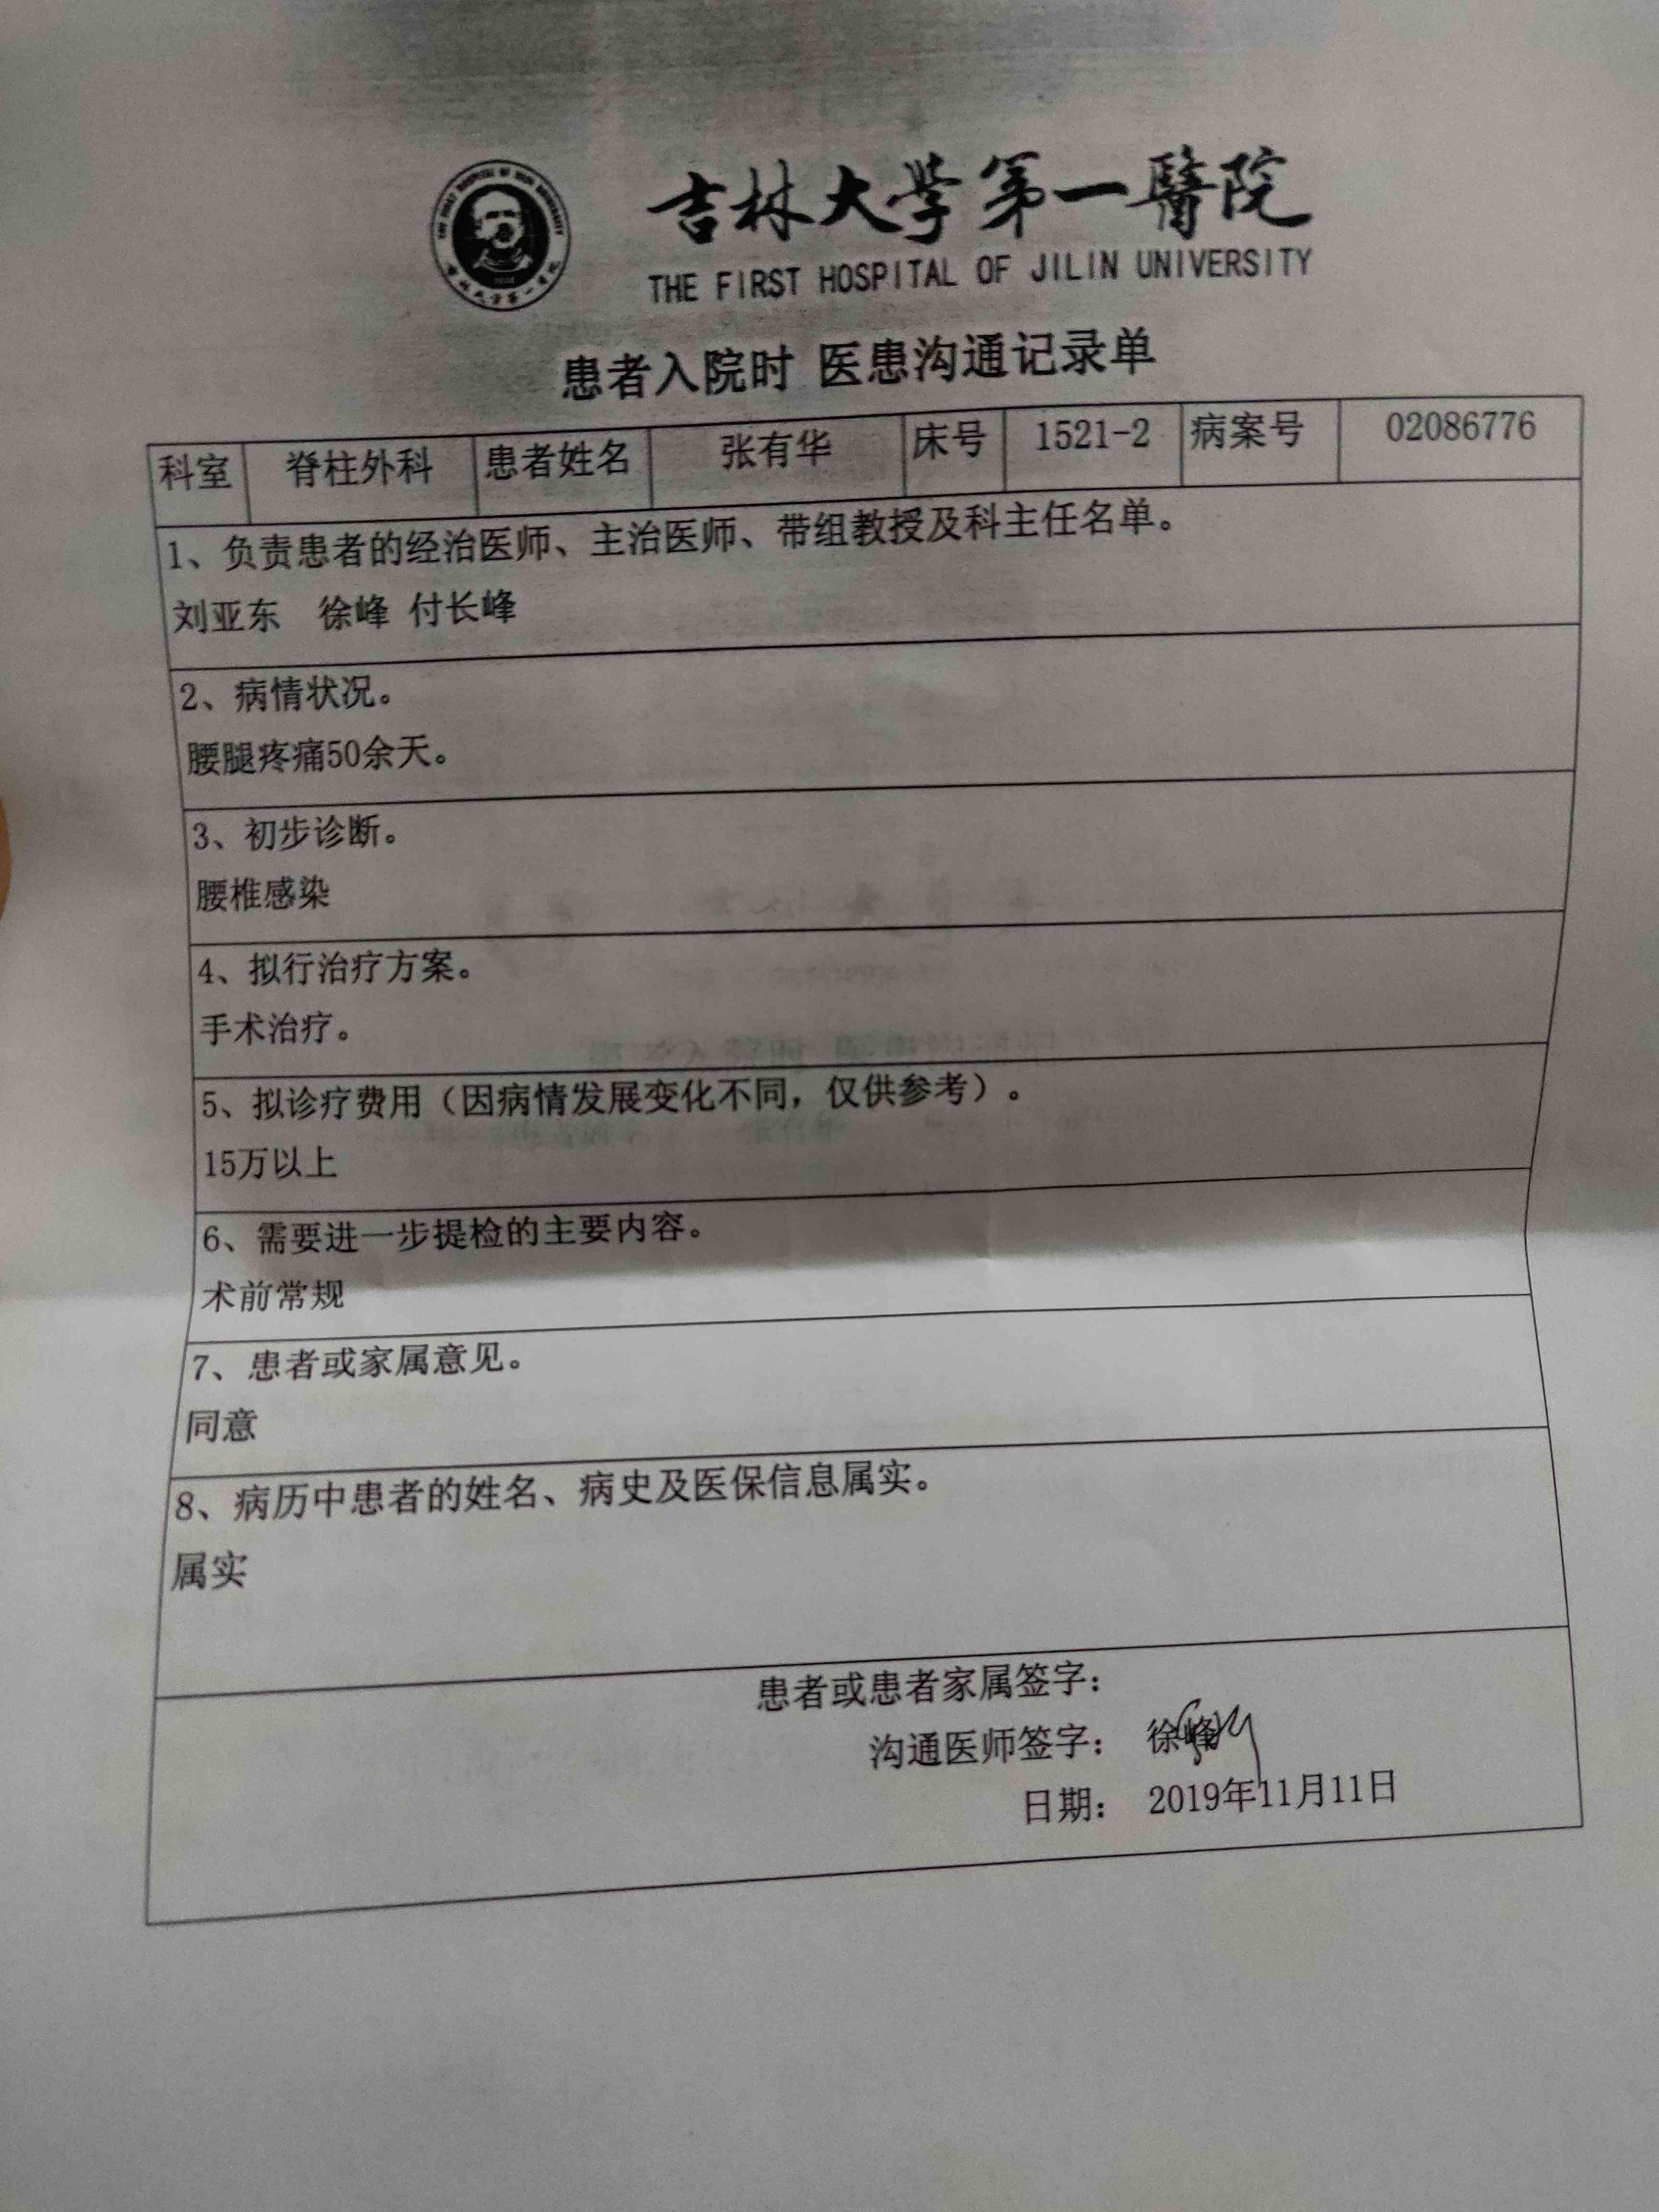 吉林大学第一醫院
THE FIRST HOSPITAL OF JILIN UNIVERSITY
患者入院时 医患沟通记录单
科室 脊柱外科 患者姓名 张有华 床号 1521-2 病案号 02086776
1、负责患者的经治医师、主治医师、带组教授及科主任名单。
刘亚东 徐峰 付长峰
2、病情状况。
腰腿疼痛50余天。
3、初步诊断。
腰椎感染
4、拟行治疗方案。
手术治疗。
5、拟诊疗费用（因病情发展变化不同，仅供参考）。
15万以上
6、需要进一步提检的主要内容。
术前常规
7、患者或家属意见。
同意
8、病历中患者的姓名、病史及医保信息属实。
属实
患者或患者家属签字：
沟通医师签字： 徐峰
日期： 2019年11月11日